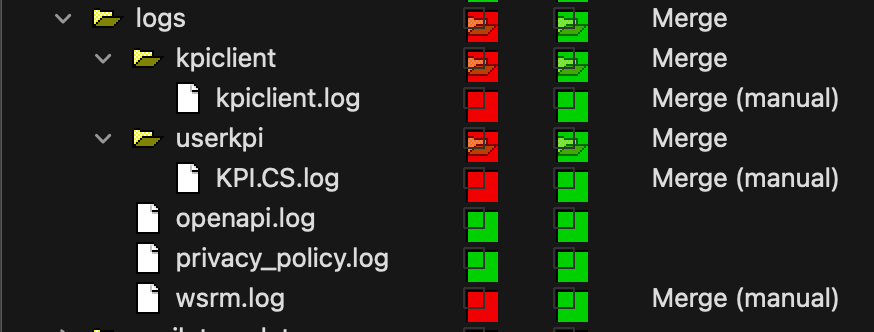 logs Merge
kpiclient Merge
kpiclient.log Merge (manual)
userkpi Merge
KPI.CS.log Merge (manual)
openapi.log
privacy_policy.log
wsrm.log Merge (manual)